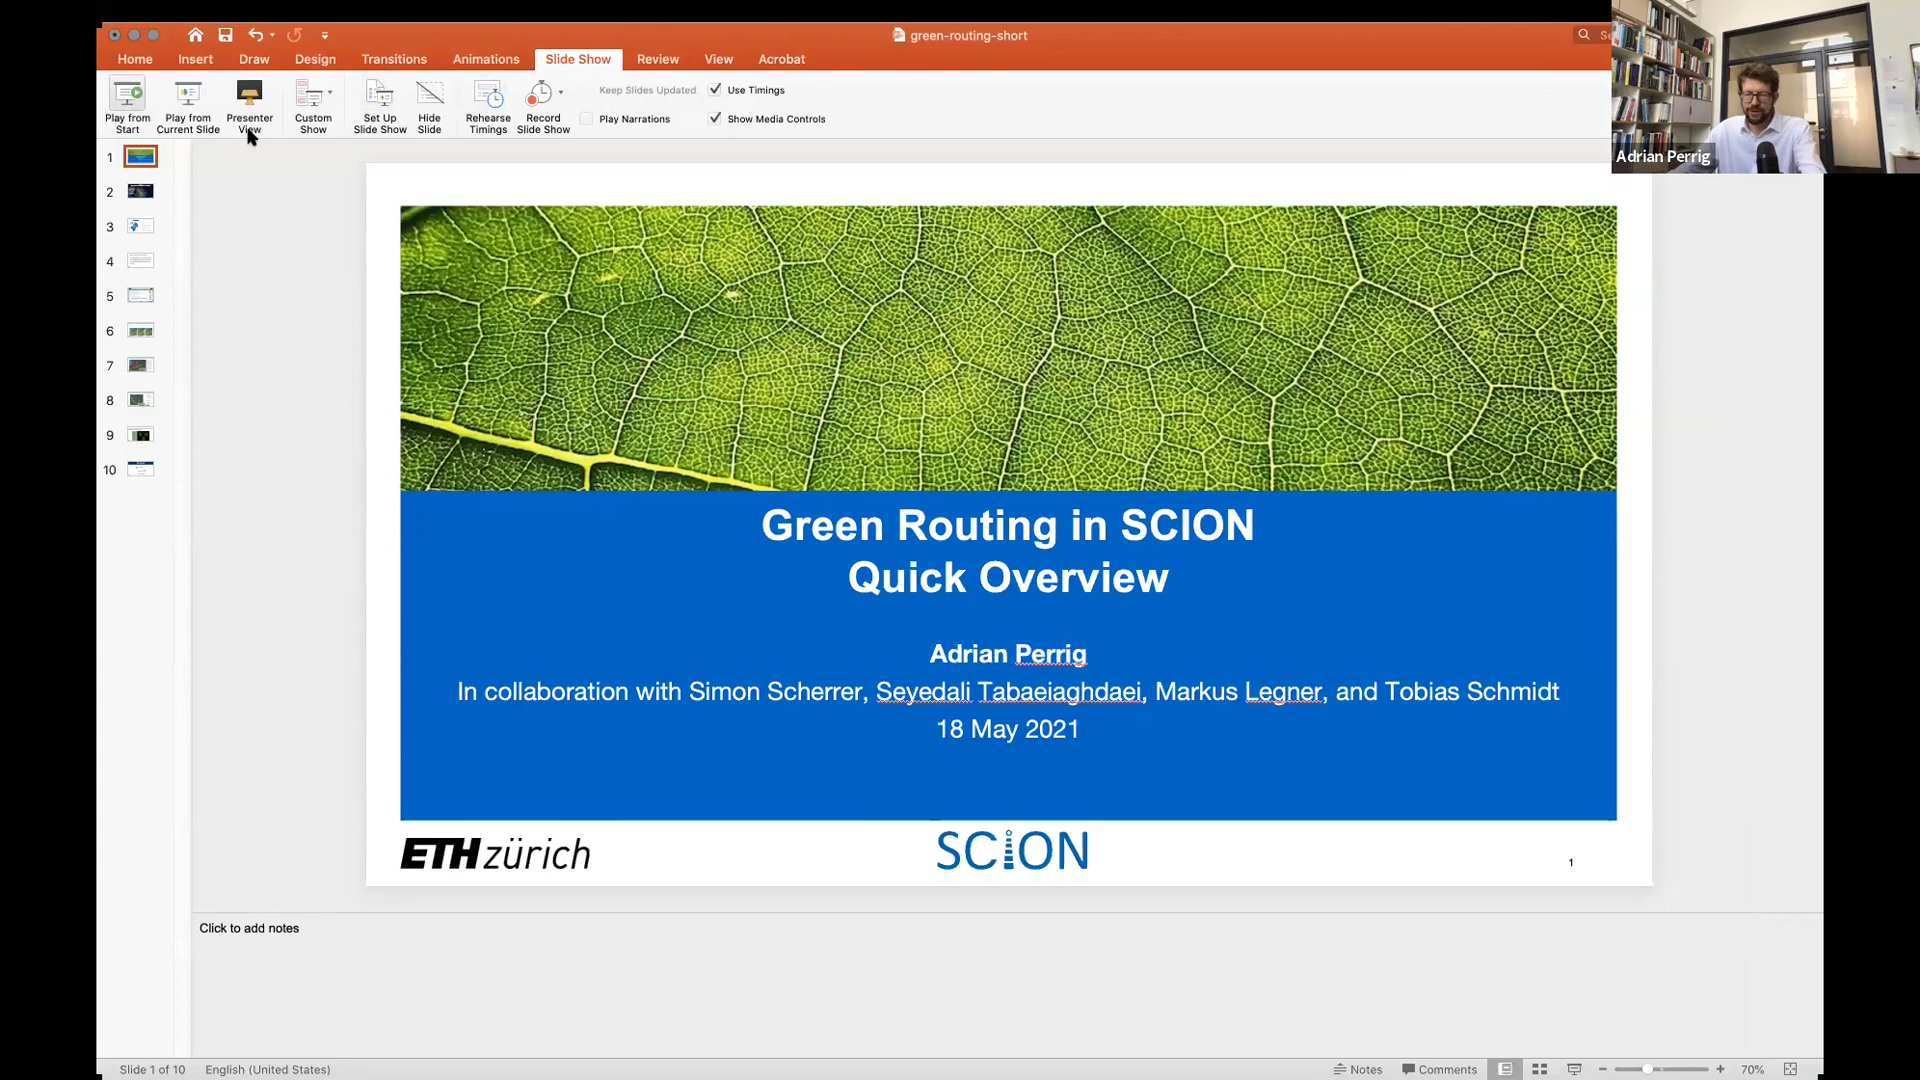 green-routing-short
Se
Home Insert Draw Design Transitions Animations Slide Show Review View Acrobat
Play from Start
Play from Current Slide
Presenter View
Custom Show
Set Up Slide Show
Hide Slide
Rehearse Timings
Record Slide Show
Keep Slides Updated
Use Timings
Play Narrations
Show Media Controls
Adrian Perrig
1
2
3
4
5
6
7
8
9
10
Green Routing in SCION
Quick Overview
Adrian Perrig
In collaboration with Simon Scherrer, Seyedali Tabaeiaghdaei, Markus Legner, and Tobias Schmidt
18 May 2021
ETH zürich
SCiON
1
Click to add notes
Slide 1 of 10 English (United States) Notes Comments 70%